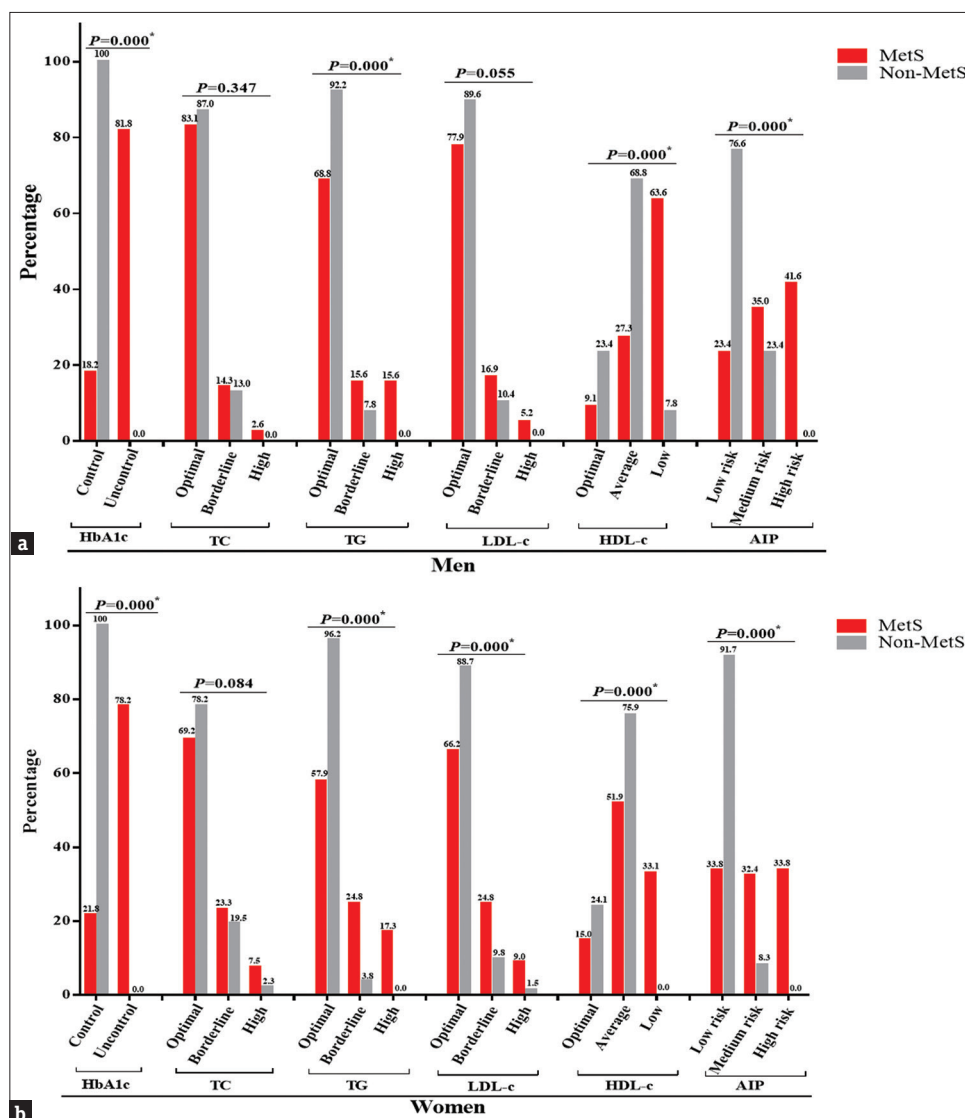 P=0.000*
100
MetS
Non-MetS
P=0.000*
P=0.055
100
92.2
89.6
P=0.347
87.0
83.1
81.8
80
77.9
P=0.000*
P=0.000*
76.6
68.8
68.8
63.6
60
Percentage
40
41.6
35.0
27.3
23.4
23.4
23.4
20
18.2
14.3
13.0
15.6
15.6
16.9
10.4
9.1
7.8
7.8
5.2
2.6
0.0
0.0
0.0
0.0
0.0
0
Control
Uncontrol
Optimal
Borderline
High
Optimal
Borderline
High
Optimal
Borderline
High
Optimal
Average
Low
Low risk
Medium risk
High risk
HbA1c
TC
TG
LDL-c
HDL-c
AIP
a
Men
P=0.000*
100
MetS
Non-MetS
P=0.000*
P=0.000*
P=0.000*
100
96.2
91.7
88.7
P=0.084
P=0.000*
80
78.2
78.2
75.9
69.2
66.2
60
57.9
51.9
Percentage
40
33.1
33.8
32.4
33.8
20
21.8
23.3
19.5
24.8
17.3
24.8
15.0
24.1
7.5
2.3
3.8
9.8
9.0
1.5
8.3
0.0
0.0
0.0
0.0
0
Control
Uncontrol
Optimal
Borderline
High
Optimal
Borderline
High
Optimal
Borderline
High
Optimal
Average
Low
Low risk
Medium risk
High risk
HbA1c
TC
TG
LDL-c
HDL-c
AIP
b
Women